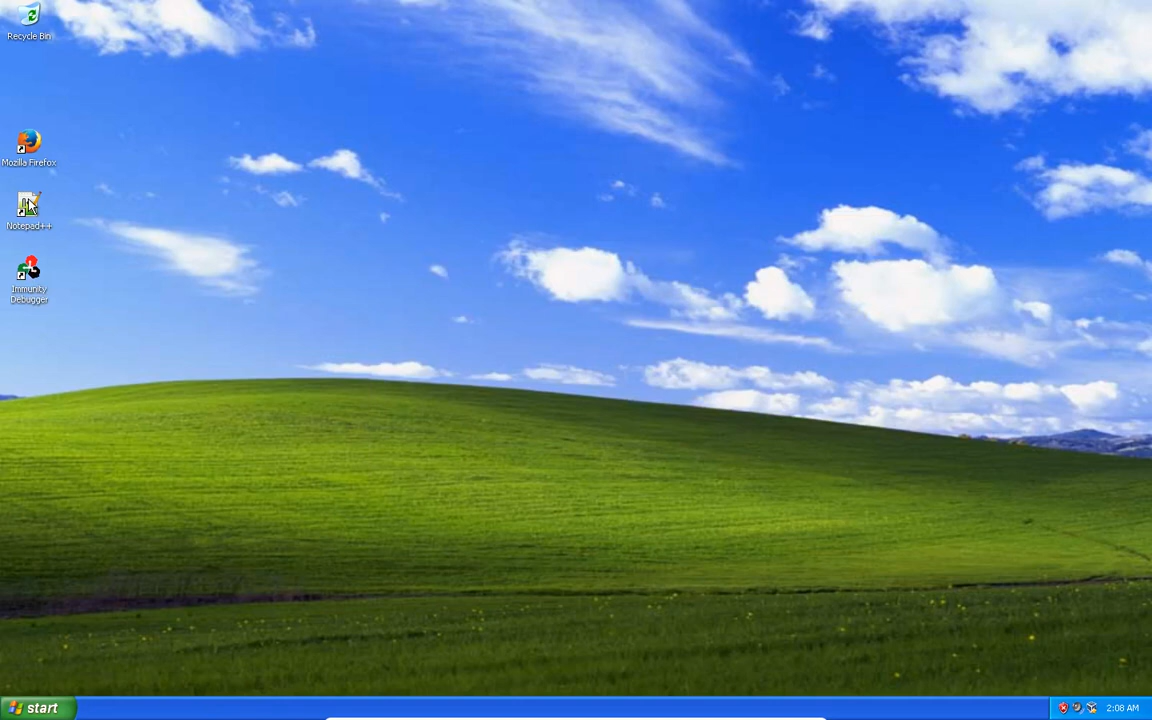 Recycle Bin
Mozilla Firefox
Notepad++
Immunity
Debugger
start
2:08 AM